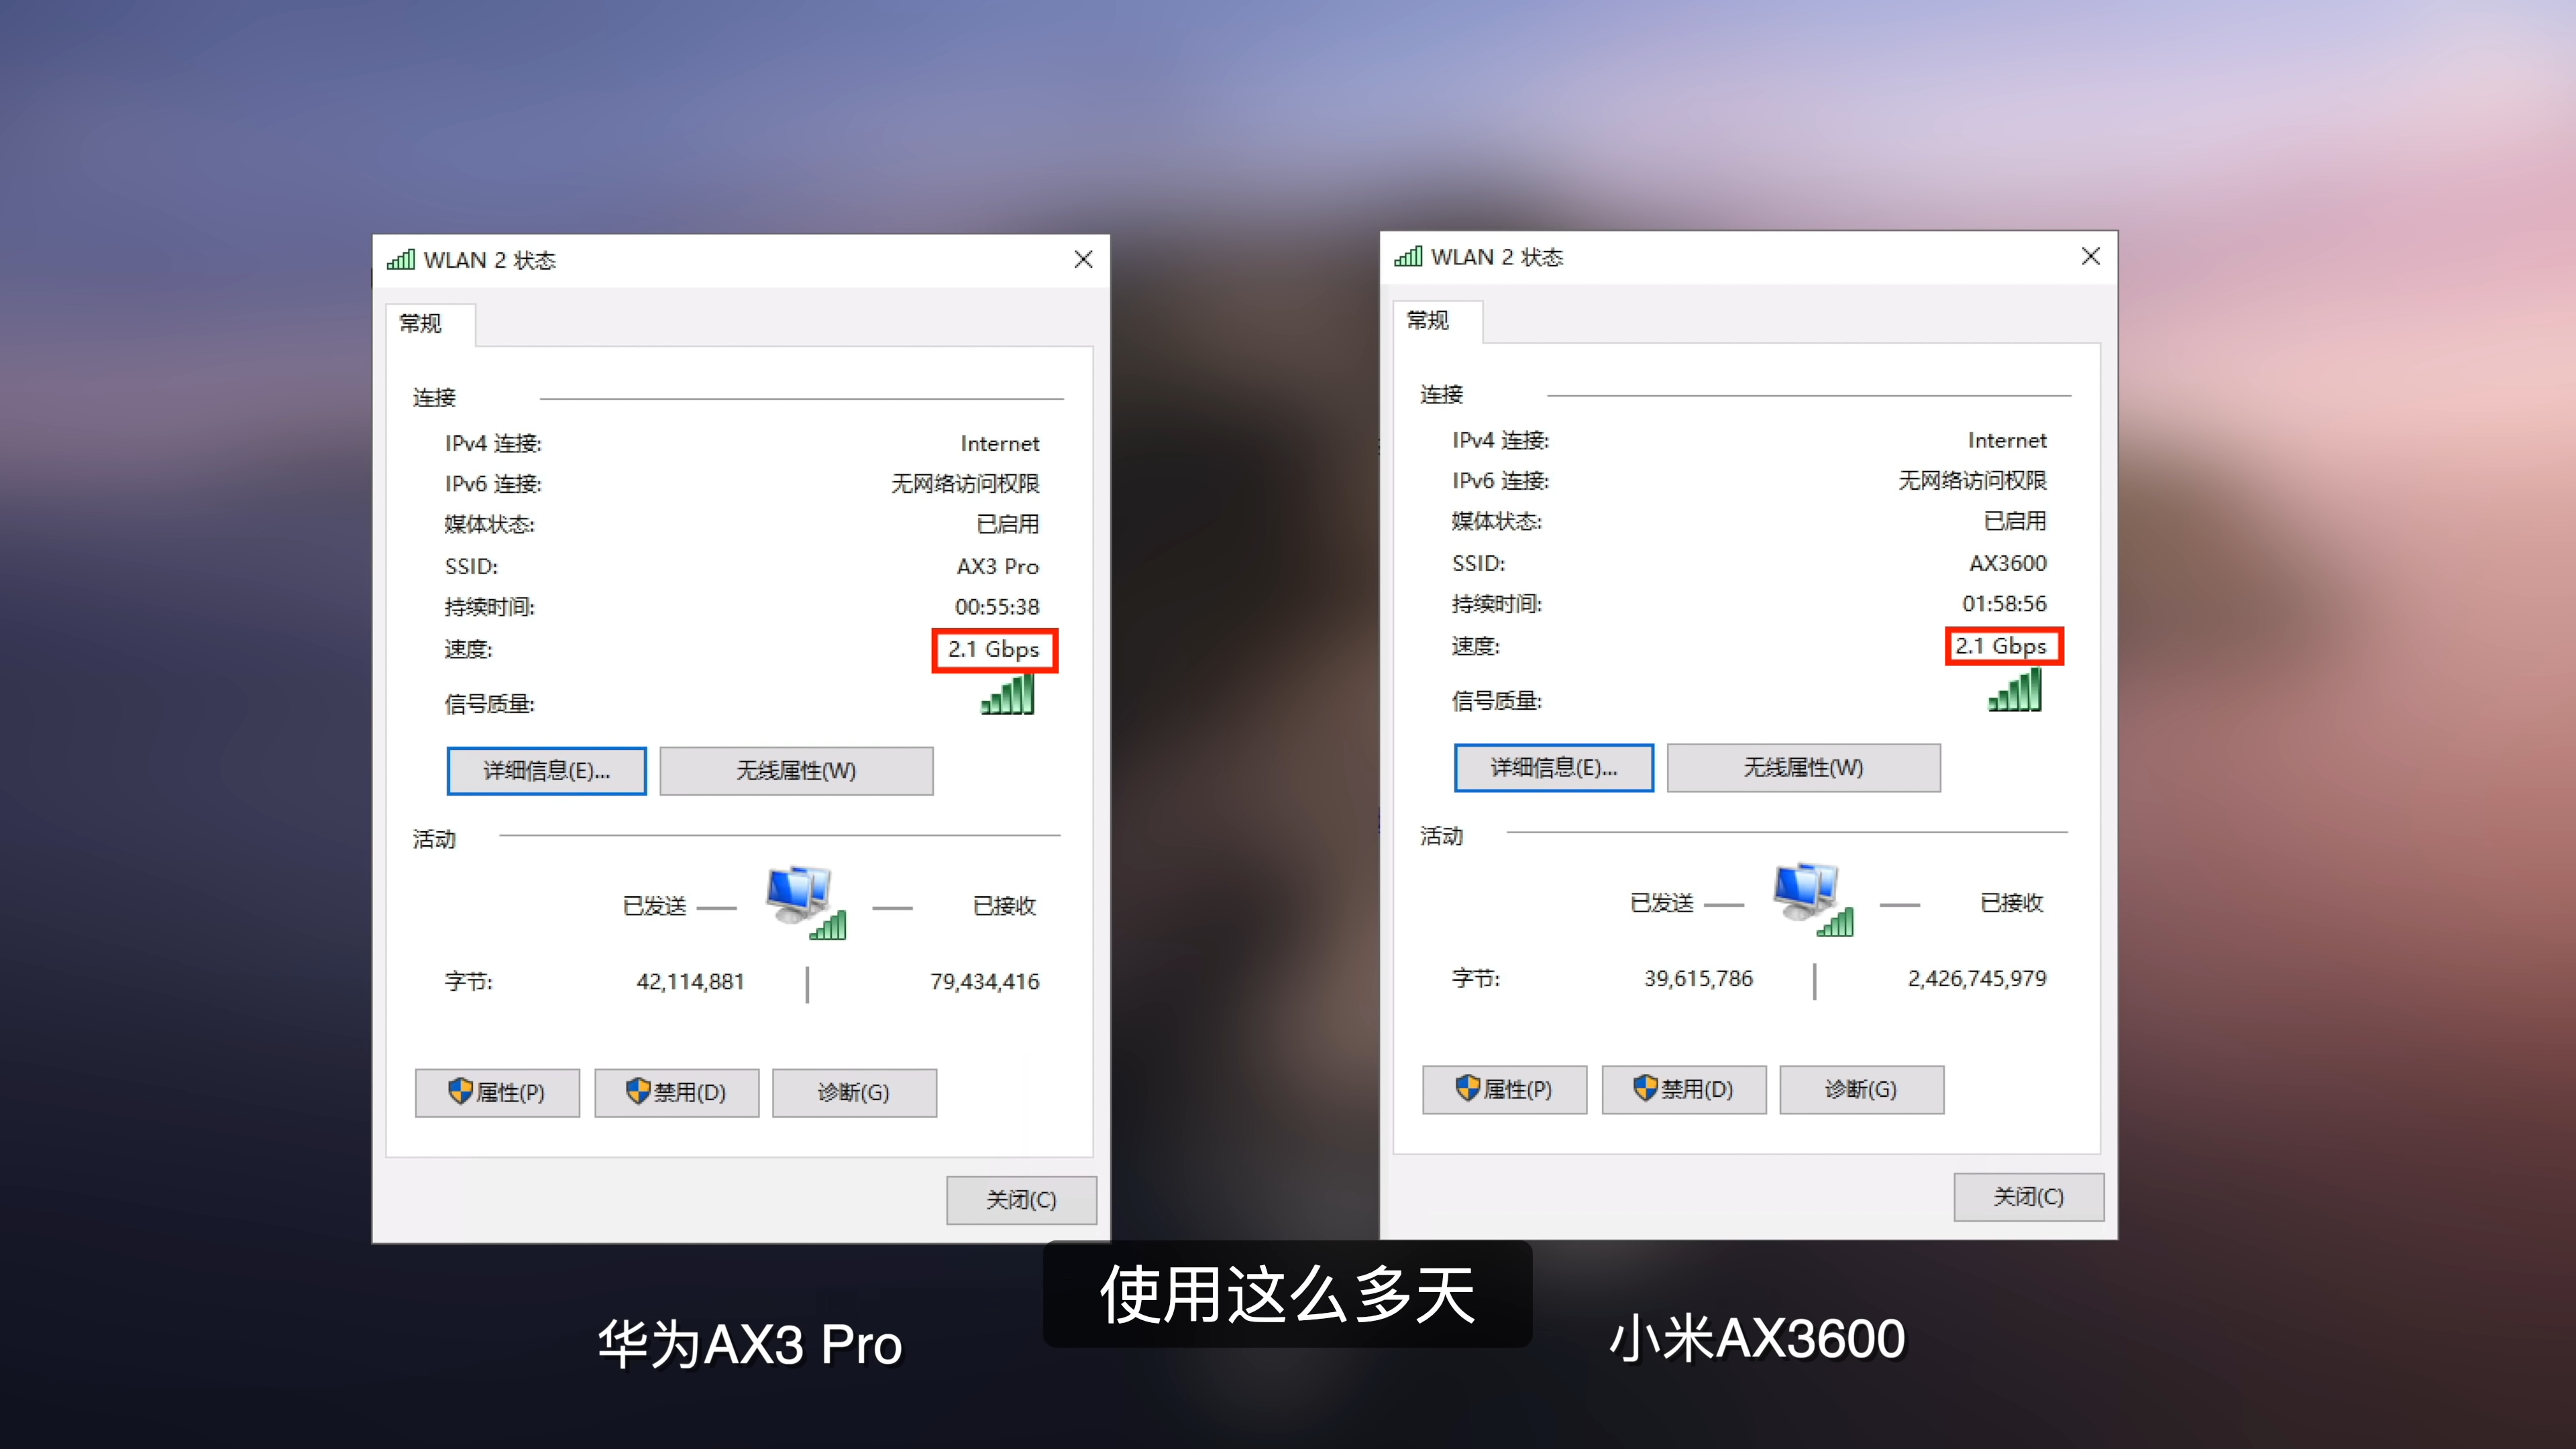 WLAN 2 状态
常规
连接
IPv4 连接: Internet
IPv6 连接: 无网络访问权限
媒体状态: 已启用
SSID: AX3 Pro
持续时间: 00:55:38
速度: 2.1 Gbps
信号质量:
详细信息(E)... 无线属性(W)
活动
已发送 已接收
字节: 42,114,881 79,434,416
属性(P) 禁用(D) 诊断(G)
关闭(C)
华为AX3 Pro
WLAN 2 状态
常规
连接
IPv4 连接: Internet
IPv6 连接: 无网络访问权限
媒体状态: 已启用
SSID: AX3600
持续时间: 01:58:56
速度: 2.1 Gbps
信号质量:
详细信息(E)... 无线属性(W)
活动
已发送 已接收
字节: 39,615,786 2,426,745,979
属性(P) 禁用(D) 诊断(G)
关闭(C)
小米AX3600
使用这么多天